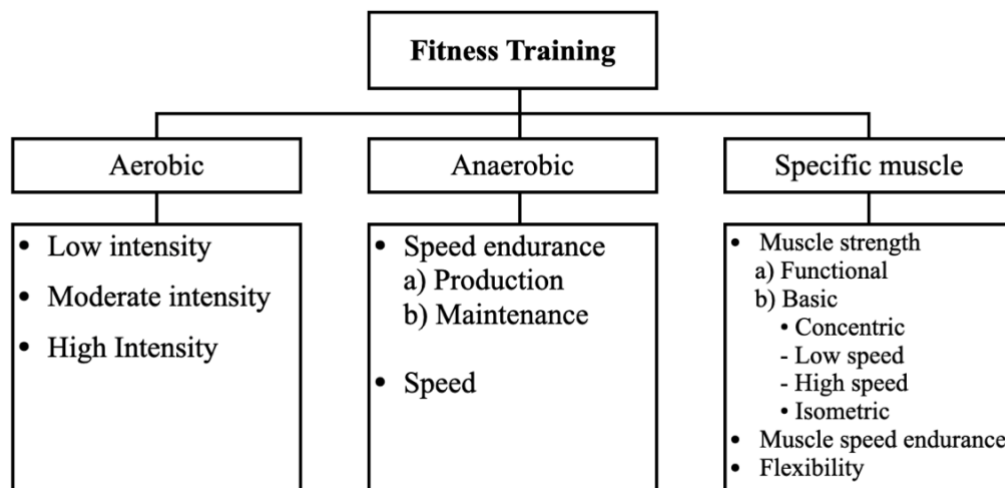 Fitness Training
Aerobic
Anaerobic
Specific muscle
• Low intensity
• Moderate intensity
• High Intensity
• Speed endurance
a) Production
b) Maintenance
• Speed
• Muscle strength
a) Functional
b) Basic
• Concentric
- Low speed
- High speed
• Isometric
• Muscle speed endurance
• Flexibility